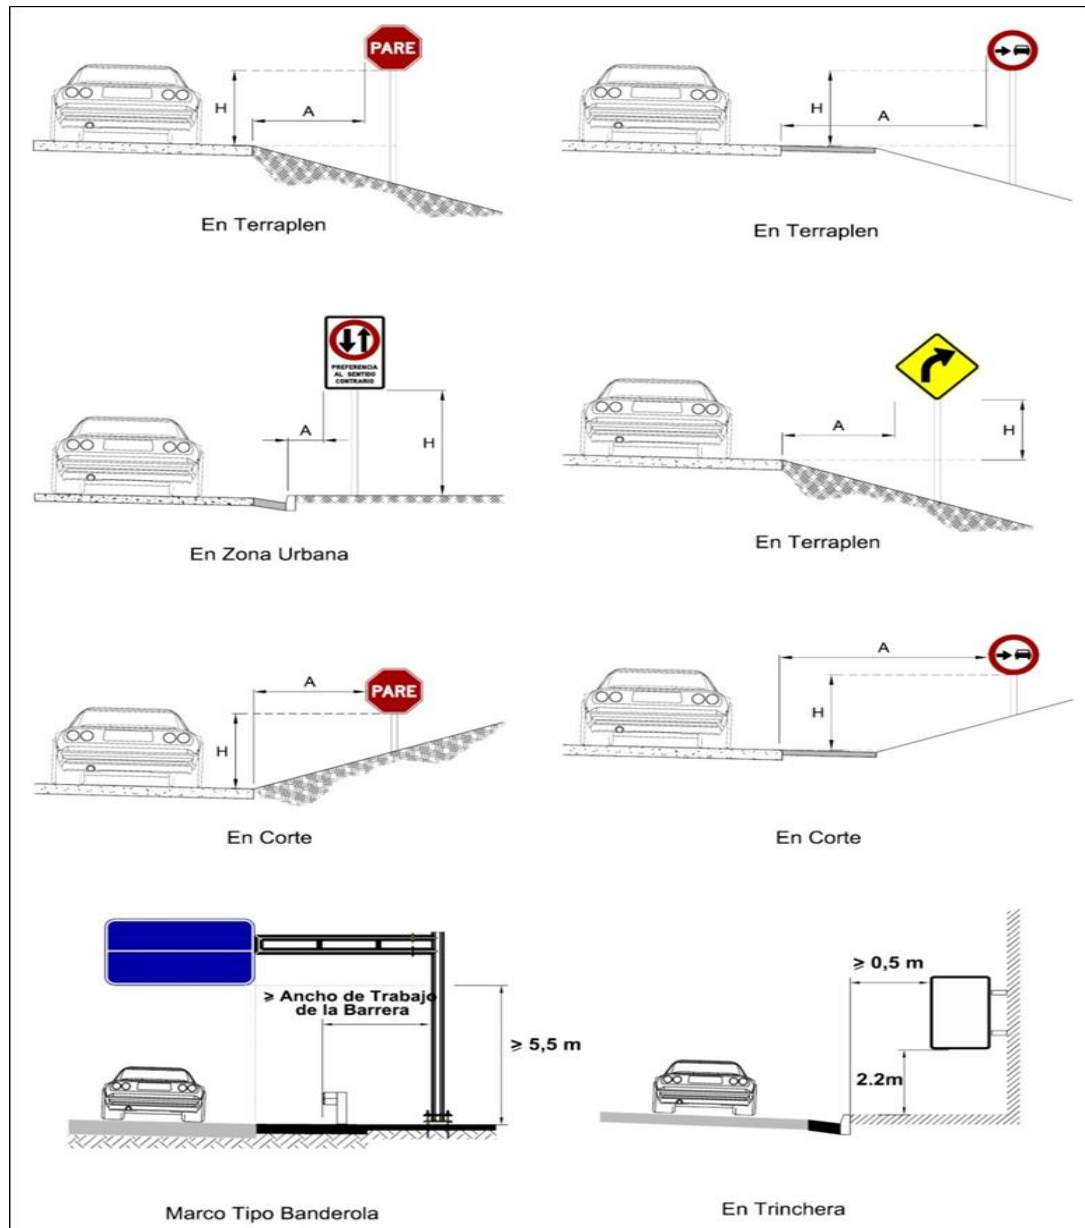 PARE
H
A
En Terraplen
H
A
En Terraplen
PREFERENCIA
AL SENTIDO
CONTRARIO
A
H
En Zona Urbana
A
H
En Terraplen
A
PARE
H
En Corte
A
H
En Corte
≥ Ancho de Trabajo
de la Barrera
≥ 5,5 m
Marco Tipo Banderola
≥ 0,5 m
2.2m
En Trinchera